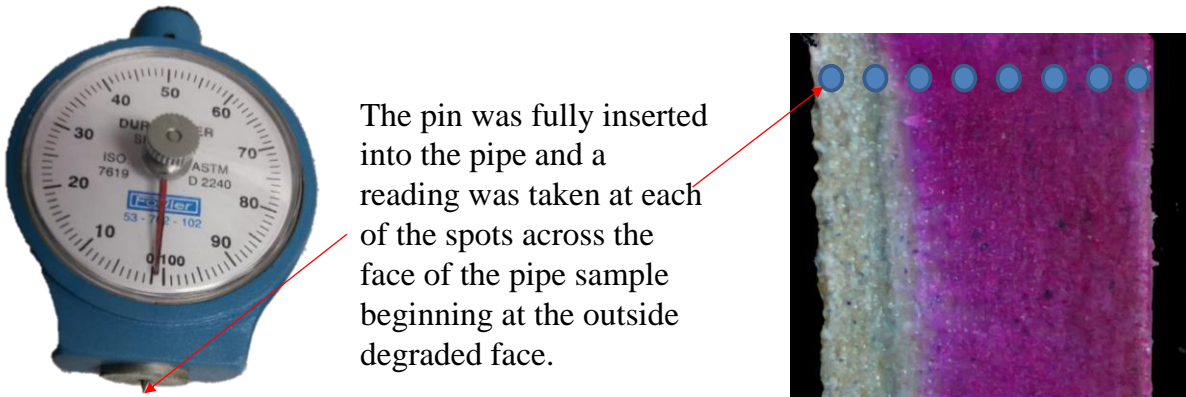 50
40
60
30
70
20
80
10
90
0 100
ISO
7619
ASTM
D 2240
Fowler
The pin was fully inserted
into the pipe and a
reading was taken at each
of the spots across the
face of the pipe sample
beginning at the outside
degraded face.